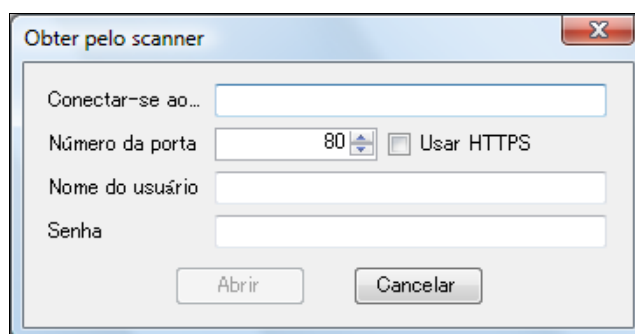 Obter pelo scanner
Conectar-se ao...
Número da porta 80 Usar HTTPS
Nome do usuário
Senha
Abrir Cancelar